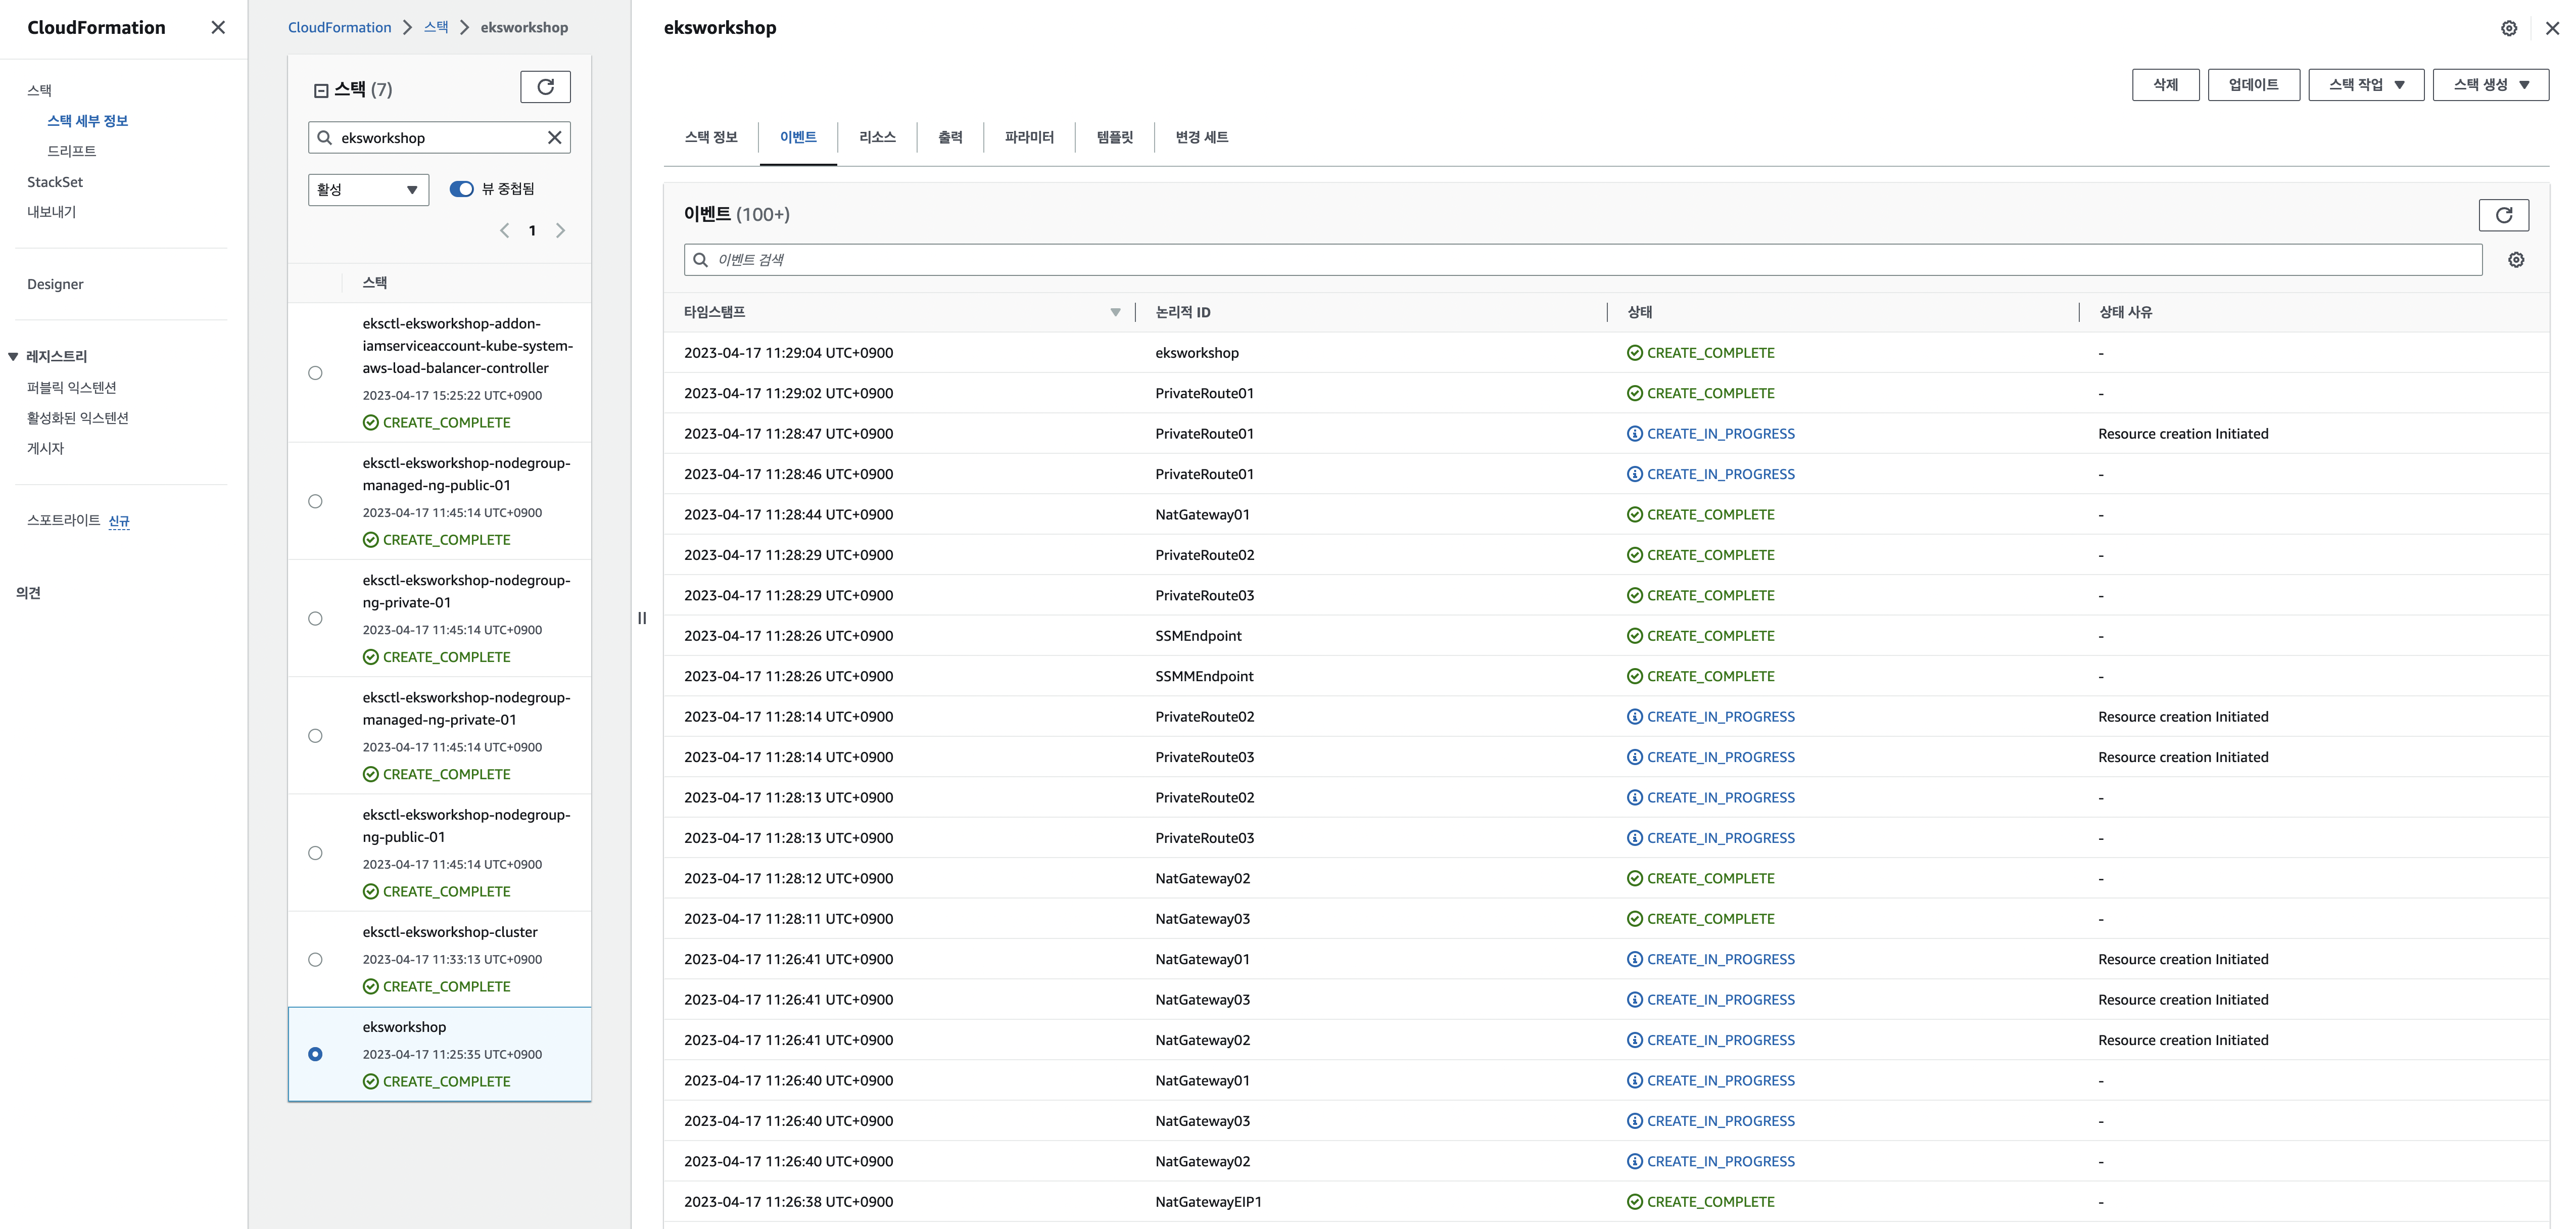 CloudFormation
스택
스택 세부 정보
드리프트
StackSet
내보내기
Designer
레지스트리
퍼블릭 익스텐션
활성화된 익스텐션
게시자
스포트라이트 신규
의견
CloudFormation > 스택 > eksworkshop
스택 (7)
eksworkshop
활성
뷰 중첩됨
1
스택
eksctl-eksworkshop-addon-
iamserviceaccount-kube-system-
aws-load-balancer-controller
2023-04-17 15:25:22 UTC+0900
CREATE_COMPLETE
eksctl-eksworkshop-nodegroup-
managed-ng-public-01
2023-04-17 11:45:14 UTC+0900
CREATE_COMPLETE
eksctl-eksworkshop-nodegroup-
ng-private-01
2023-04-17 11:45:14 UTC+0900
CREATE_COMPLETE
eksctl-eksworkshop-nodegroup-
managed-ng-private-01
2023-04-17 11:45:14 UTC+0900
CREATE_COMPLETE
eksctl-eksworkshop-nodegroup-
ng-public-01
2023-04-17 11:45:14 UTC+0900
CREATE_COMPLETE
eksctl-eksworkshop-cluster
2023-04-17 11:33:13 UTC+0900
CREATE_COMPLETE
eksworkshop
2023-04-17 11:25:35 UTC+0900
CREATE_COMPLETE
eksworkshop
삭제 업데이트 스택 작업 스택 생성
스택 정보 이벤트 리소스 출력 파라미터 템플릿 변경 세트
이벤트 (100+)
이벤트 검색
타임스탬프 논리적 ID 상태 상태 사유
2023-04-17 11:29:04 UTC+0900 eksworkshop CREATE_COMPLETE -
2023-04-17 11:29:02 UTC+0900 PrivateRoute01 CREATE_COMPLETE -
2023-04-17 11:28:47 UTC+0900 PrivateRoute01 CREATE_IN_PROGRESS Resource creation Initiated
2023-04-17 11:28:46 UTC+0900 PrivateRoute01 CREATE_IN_PROGRESS -
2023-04-17 11:28:44 UTC+0900 NatGateway01 CREATE_COMPLETE -
2023-04-17 11:28:29 UTC+0900 PrivateRoute02 CREATE_COMPLETE -
2023-04-17 11:28:29 UTC+0900 PrivateRoute03 CREATE_COMPLETE -
2023-04-17 11:28:26 UTC+0900 SSMEndpoint CREATE_COMPLETE -
2023-04-17 11:28:26 UTC+0900 SSMMEndpoint CREATE_COMPLETE -
2023-04-17 11:28:14 UTC+0900 PrivateRoute02 CREATE_IN_PROGRESS Resource creation Initiated
2023-04-17 11:28:14 UTC+0900 PrivateRoute03 CREATE_IN_PROGRESS Resource creation Initiated
2023-04-17 11:28:13 UTC+0900 PrivateRoute02 CREATE_IN_PROGRESS -
2023-04-17 11:28:13 UTC+0900 PrivateRoute03 CREATE_IN_PROGRESS -
2023-04-17 11:28:12 UTC+0900 NatGateway02 CREATE_COMPLETE -
2023-04-17 11:28:11 UTC+0900 NatGateway03 CREATE_COMPLETE -
2023-04-17 11:26:41 UTC+0900 NatGateway01 CREATE_IN_PROGRESS Resource creation Initiated
2023-04-17 11:26:41 UTC+0900 NatGateway03 CREATE_IN_PROGRESS Resource creation Initiated
2023-04-17 11:26:41 UTC+0900 NatGateway02 CREATE_IN_PROGRESS Resource creation Initiated
2023-04-17 11:26:40 UTC+0900 NatGateway01 CREATE_IN_PROGRESS -
2023-04-17 11:26:40 UTC+0900 NatGateway03 CREATE_IN_PROGRESS -
2023-04-17 11:26:40 UTC+0900 NatGateway02 CREATE_IN_PROGRESS -
2023-04-17 11:26:38 UTC+0900 NatGatewayEIP1 CREATE_COMPLETE -